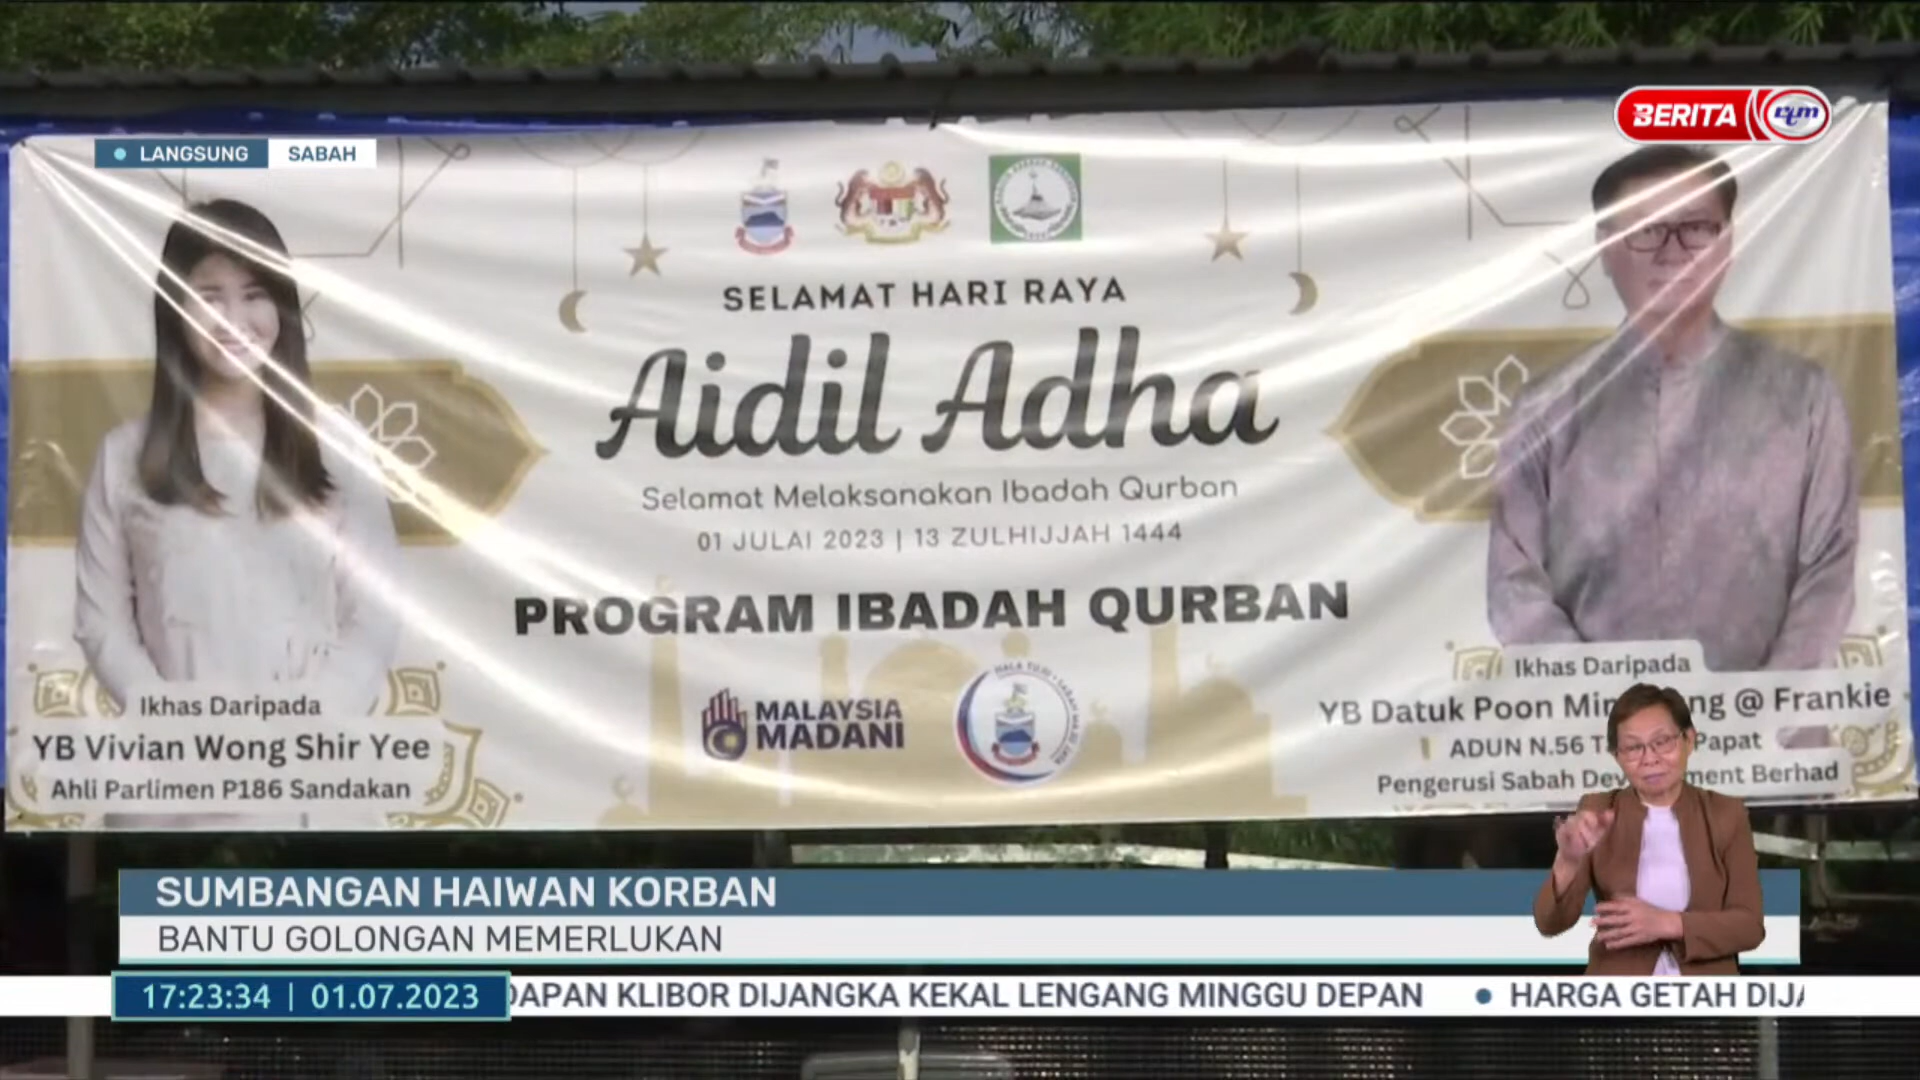 LANGSUNG SABAH
BERITA rtm
SELAMAT HARI RAYA
Aidil Adha
Selamat Melaksanakan Ibadah Qurban
01 JULAI 2023 | 13 ZULHIJJAH 1444
PROGRAM IBADAH QURBAN
MALAYSIA
MADANI
Ikhas Daripada
YB Vivian Wong Shir Yee
Ahli Parlimen P186 Sandakan
Ikhas Daripada
YB Datuk Poon @ Frankie
ADUN N.56 Papat
Pengerusi Sabah Berhad
SUMBANGAN HAIWAN KORBAN
BANTU GOLONGAN MEMERLUKAN
17:23:34 | 01.07.2023 DAPAN KLIBOR DIJANGKA KEKAL LENGANG MINGGU DEPAN • HARGA GETAH DIJA